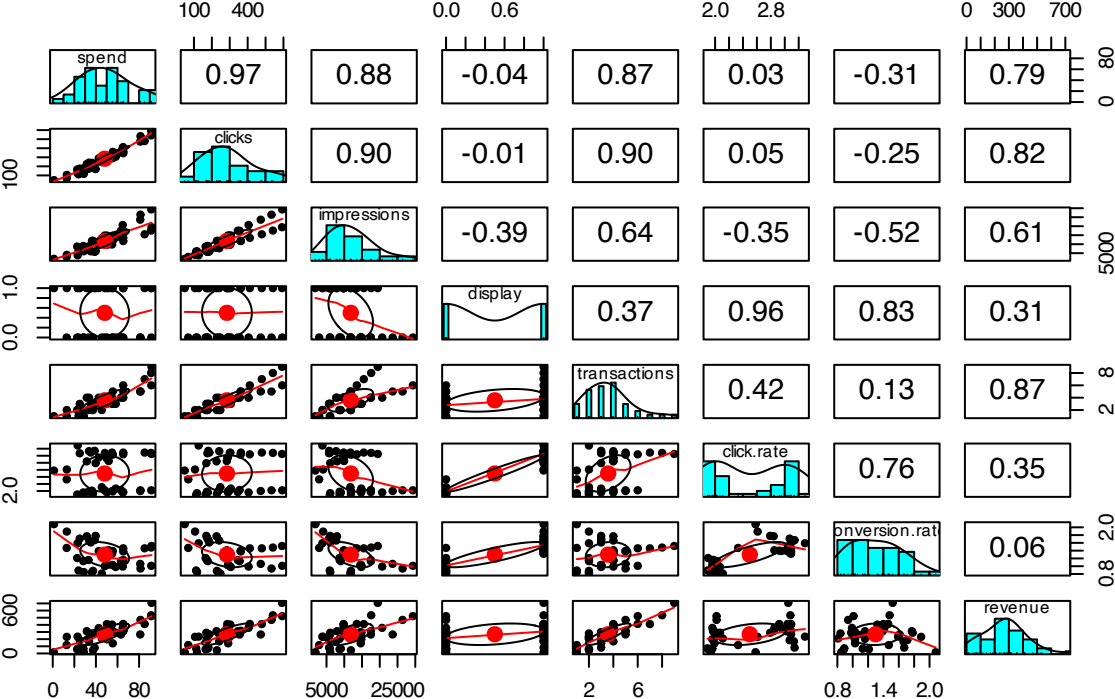 0.0 0.6 2.0 2.8
100 400 0 300 700
spend 0.97 0.88 -0.04 0.87 0.03 -0.31 0.79 0 80
100 clicks 0.90 -0.01 0.90 0.05 -0.25 0.82
impressions -0.39 0.64 -0.35 -0.52 0.61 5000
0.0 1.0 display 0.37 0.96 0.83 0.31
transactions 0.42 0.13 0.87 2 8
2.0 click.rate 0.76 0.35
onversion.rat 0.06 0.8 2.0
0 600 revenue
0 40 80 5000 25000 2 6 0.8 1.4 2.0